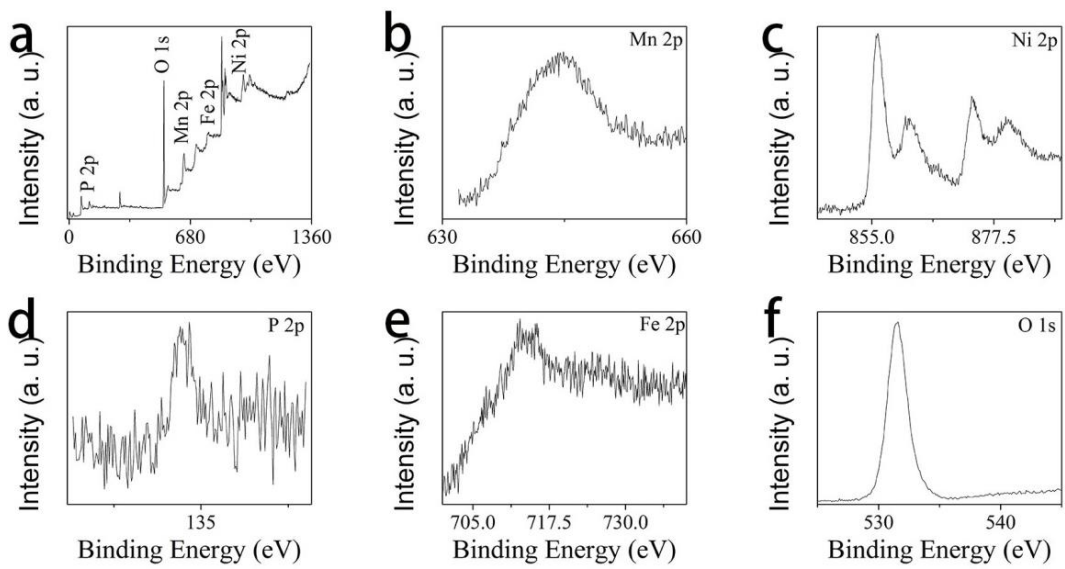 a
Intensity (a. u.)
P 2p
O 1s
Mn 2p
Fe 2p
Ni 2p
0 680 1360
Binding Energy (eV)
b
Intensity (a. u.)
Mn 2p
630 660
Binding Energy (eV)
c
Intensity (a. u.)
Ni 2p
855.0 877.5
Binding Energy (eV)
d
Intensity (a. u.)
P 2p
135
Binding Energy (eV)
e
Intensity (a. u.)
Fe 2p
705.0 717.5 730.0
Binding Energy (eV)
f
Intensity (a. u.)
O 1s
530 540
Binding Energy (eV)